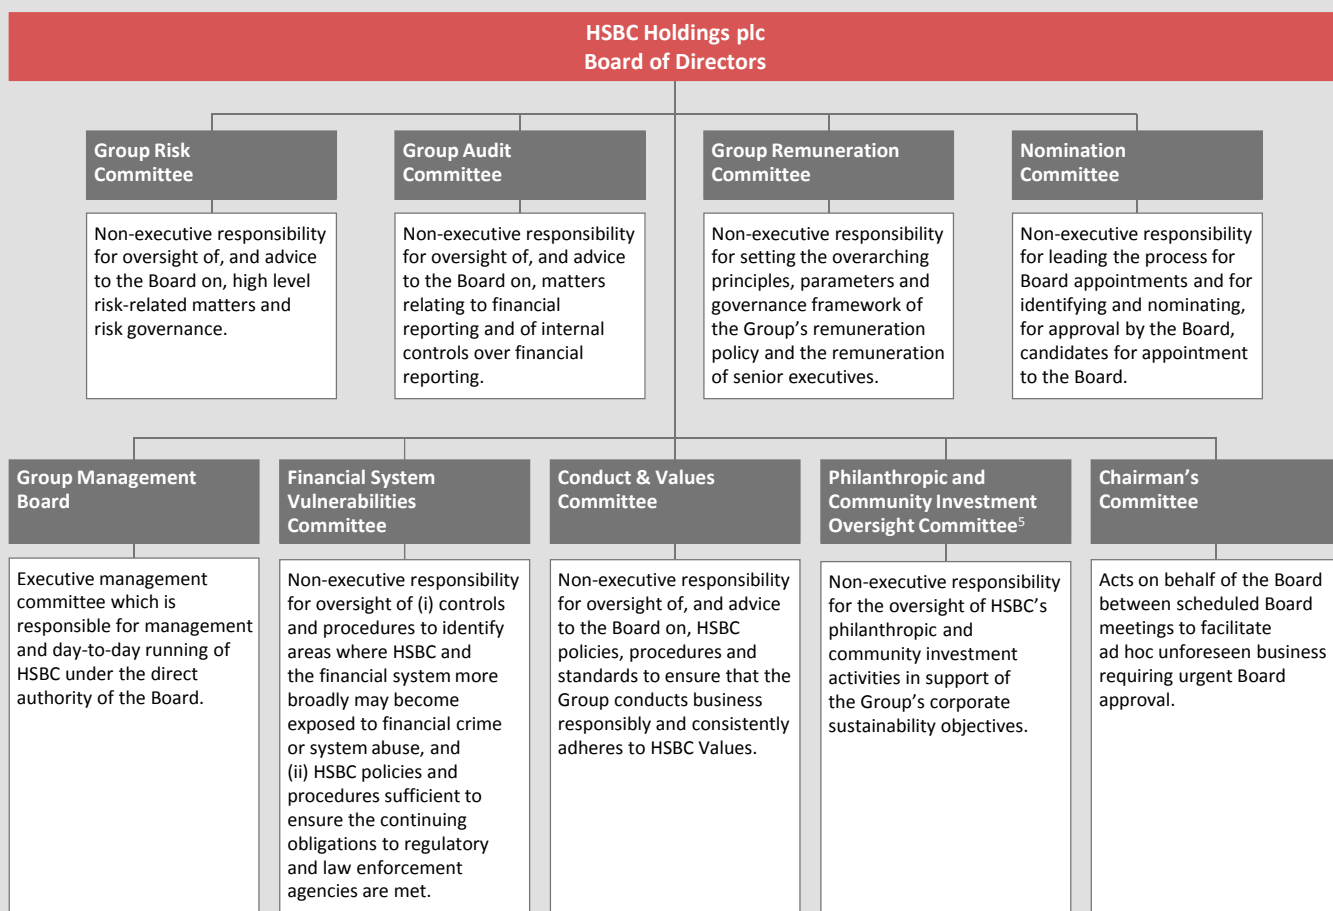 HSBC Holdings plc
Board of Directors
Group Risk
Committee
Group Audit
Committee
Group Remuneration
Committee
Nomination
Committee
Non-executive responsibility
for oversight of, and advice
to the Board on, high level
risk-related matters and
risk governance.
Non-executive responsibility
for oversight of, and advice
to the Board on, matters
relating to financial
reporting and of internal
controls over financial
reporting.
Non-executive responsibility
for setting the overarching
principles, parameters and
governance framework of
the Group’s remuneration
policy and the remuneration
of senior executives.
Non-executive responsibility
for leading the process for
Board appointments and for
identifying and nominating,
for approval by the Board,
candidates for appointment
to the Board.
Group Management
Board
Financial System
Vulnerabilities
Committee
Conduct & Values
Committee
Philanthropic and
Community Investment
Oversight Committee⁵
Chairman’s
Committee
Executive management
committee which is
responsible for management
and day-to-day running of
HSBC under the direct
authority of the Board.
Non-executive responsibility
for oversight of (i) controls
and procedures to identify
areas where HSBC and
the financial system more
broadly may become
exposed to financial crime
or system abuse, and
(ii) HSBC policies and
procedures sufficient to
ensure the continuing
obligations to regulatory
and law enforcement
agencies are met.
Non-executive responsibility
for oversight of, and advice
to the Board on, HSBC
policies, procedures and
standards to ensure that the
Group conducts business
responsibly and consistently
adheres to HSBC Values.
Non-executive responsibility
for the oversight of HSBC’s
philanthropic and
community investment
activities in support of
the Group’s corporate
sustainability objectives.
Acts on behalf of the Board
between scheduled Board
meetings to facilitate
ad hoc unforeseen business
requiring urgent Board
approval.